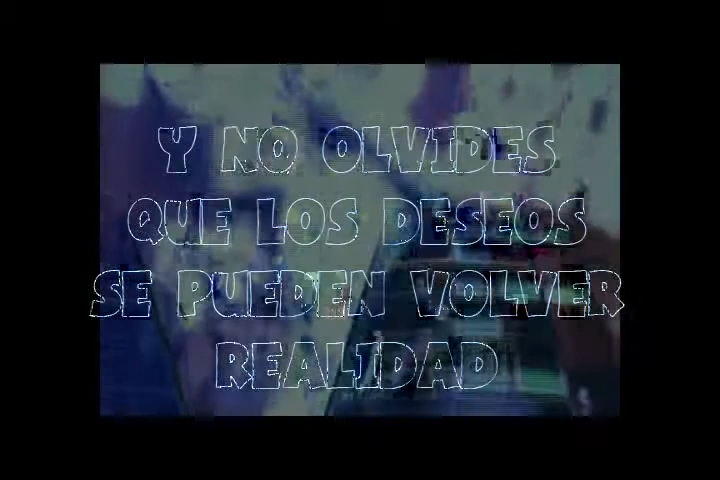 Y NO OLVIDES
QUE LOS DESEOS
SE PUEDEN VOLVER
REALIDAD